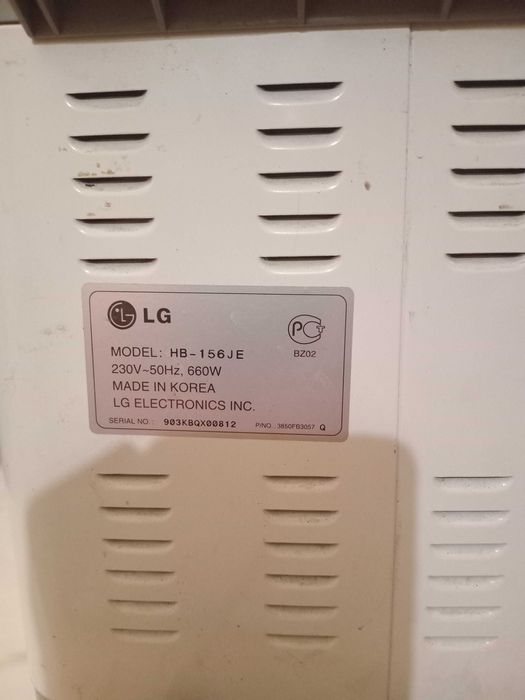 LG
PCT
BZ02
MODEL: HB-156JE
230V~50Hz, 660W
MADE IN KOREA
LG ELECTRONICS INC.
SERIAL NO : 903KBQX00812 P/NO : 3850FB3057 Q